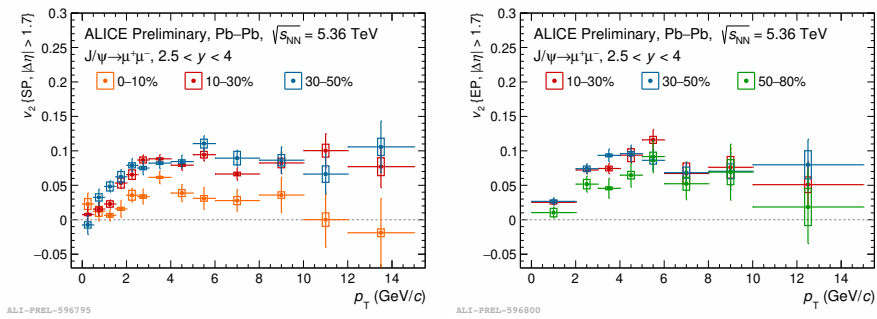 ALICE Preliminary, Pb–Pb, √sNN = 5.36 TeV
J/ψ→μ+μ−, 2.5 < y < 4
0–10% 10–30% 30–50%
v2 {SP, |Δη| > 1.7}
0.3
0.25
0.2
0.15
0.1
0.05
0
−0.05
0 2 4 6 8 10 12 14
pT (GeV/c)
ALI-PREL-596795
ALICE Preliminary, Pb–Pb, √sNN = 5.36 TeV
J/ψ→μ+μ−, 2.5 < y < 4
10–30% 30–50% 50–80%
v2 {EP, |Δη| > 1.7}
0.3
0.25
0.2
0.15
0.1
0.05
0
−0.05
0 2 4 6 8 10 12 14
pT (GeV/c)
ALI-PREL-596800